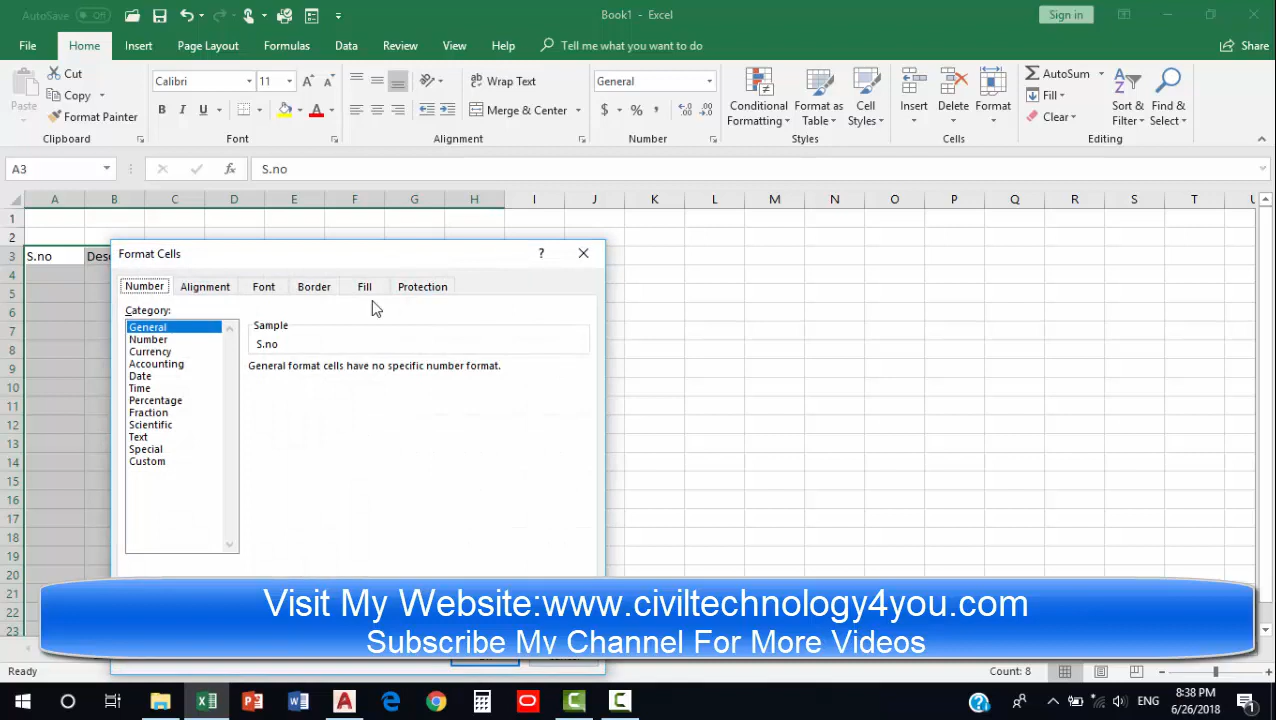 AutoSave Off
Book1 - Excel
Sign in
File Home Insert Page Layout Formulas Data Review View Help Tell me what you want to do Share
Paste
Cut
Copy
Format Painter
Clipboard
Calibri 11
B I U
Font
Wrap Text
Merge & Center
Alignment
General
$ % ,
Number
Conditional Formatting
Format as Table
Cell Styles
Styles
Insert
Delete
Format
Cells
AutoSum
Fill
Clear
Sort & Filter
Find & Select
Editing
A3 fx S.no
A B C D E F G H I J K L M N O P Q R S T U
1
2
3 S.no Desc
4
5
6
7
8
9
10
11
12
13
14
15
16
17
18
19
20
21
22
23
Format Cells ?
Number Alignment Font Border Fill Protection
Category:
General
Number
Currency
Accounting
Date
Time
Percentage
Fraction
Scientific
Text
Special
Custom
Sample
S.no
General format cells have no specific number format.
Visit My Website:www.civiltechnology4you.com
Subscribe My Channel For More Videos
Ready
Count: 8
ENG
8:38 PM
6/26/2018